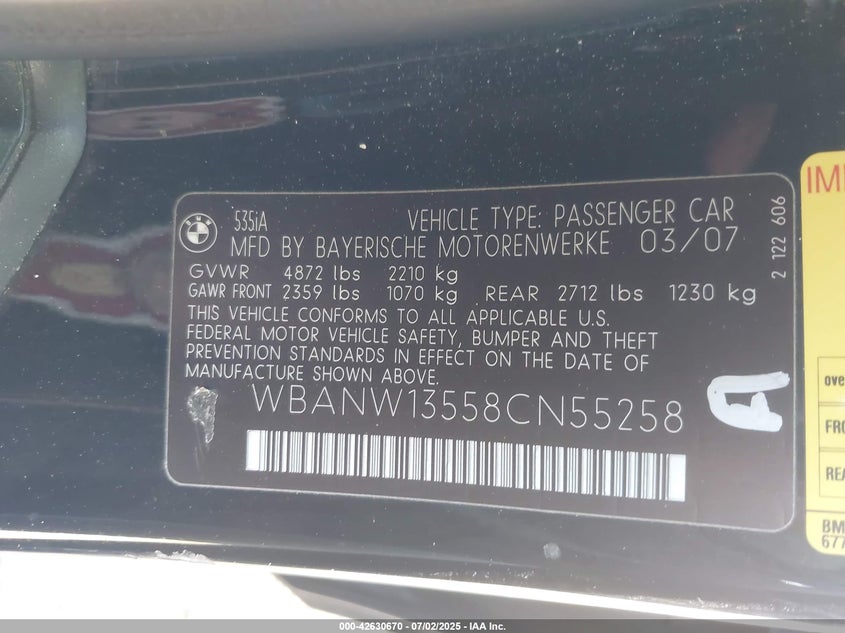 535iA
VEHICLE TYPE: PASSENGER CAR
MFD BY BAYERISCHE MOTORENWERKE 03/07
GVWR 4872 lbs 2210 kg
GAWR FRONT 2359 lbs 1070 kg REAR 2712 lbs 1230 kg
THIS VEHICLE CONFORMS TO ALL APPLICABLE U.S.
FEDERAL MOTOR VEHICLE SAFETY, BUMPER AND THEFT
PREVENTION STANDARDS IN EFFECT ON THE DATE OF
MANUFACTURE SHOWN ABOVE.
WBANW13558CN55258
2 122 606
BMW
000-42630670 - 07/02/2025 - IAA Inc.